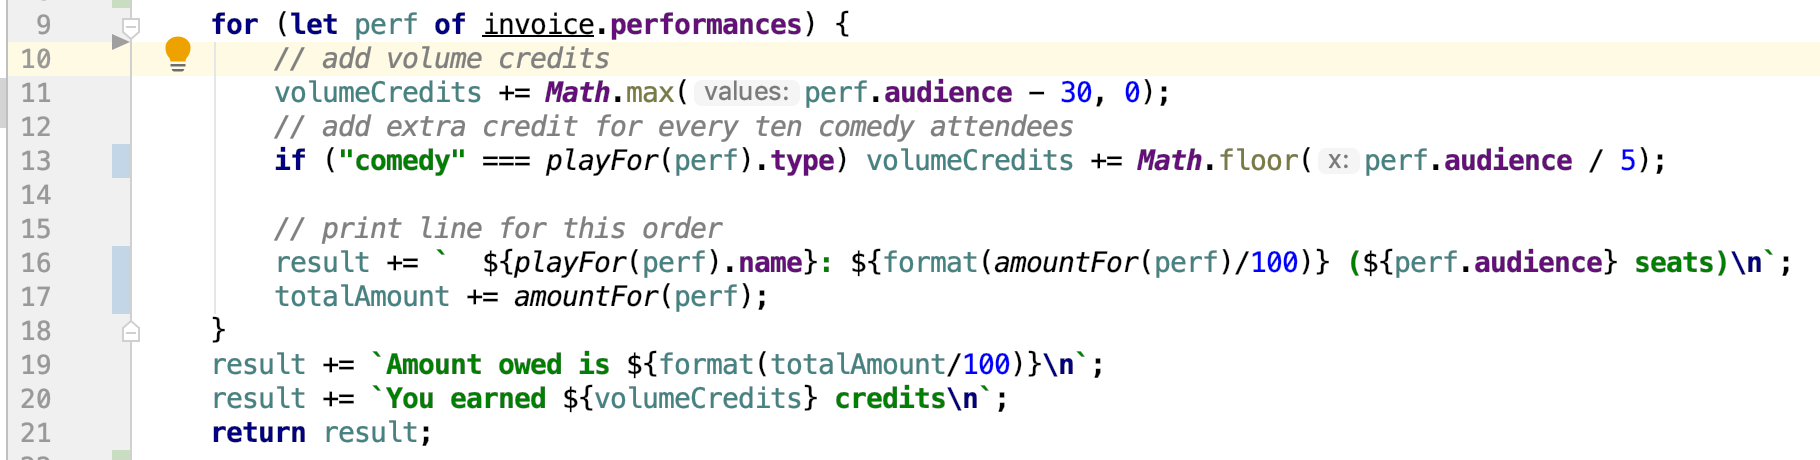 9 for (let perf of invoice.performances) {
10 // add volume credits
11 volumeCredits += Math.max( values: perf.audience - 30, 0);
12 // add extra credit for every ten comedy attendees
13 if ("comedy" === playFor(perf).type) volumeCredits += Math.floor( x: perf.audience / 5);
14
15 // print line for this order
16 result += `  ${playFor(perf).name}: ${format(amountFor(perf)/100)} (${perf.audience} seats)\n`;
17 totalAmount += amountFor(perf);
18 }
19 result += `Amount owed is ${format(totalAmount/100)}\n`;
20 result += `You earned ${volumeCredits} credits\n`;
21 return result;